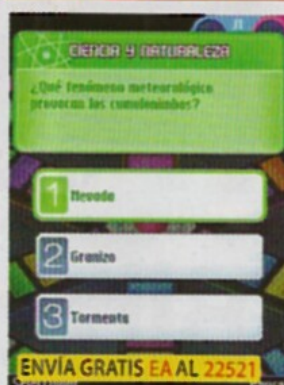 CIENCIA Y NATURALEZA
¿Qué fenómeno meteorológico
provocan los cumulonimbos?
1 Nevada
2 Granizo
3 Tormenta
ENVÍA GRATIS EA AL 22521